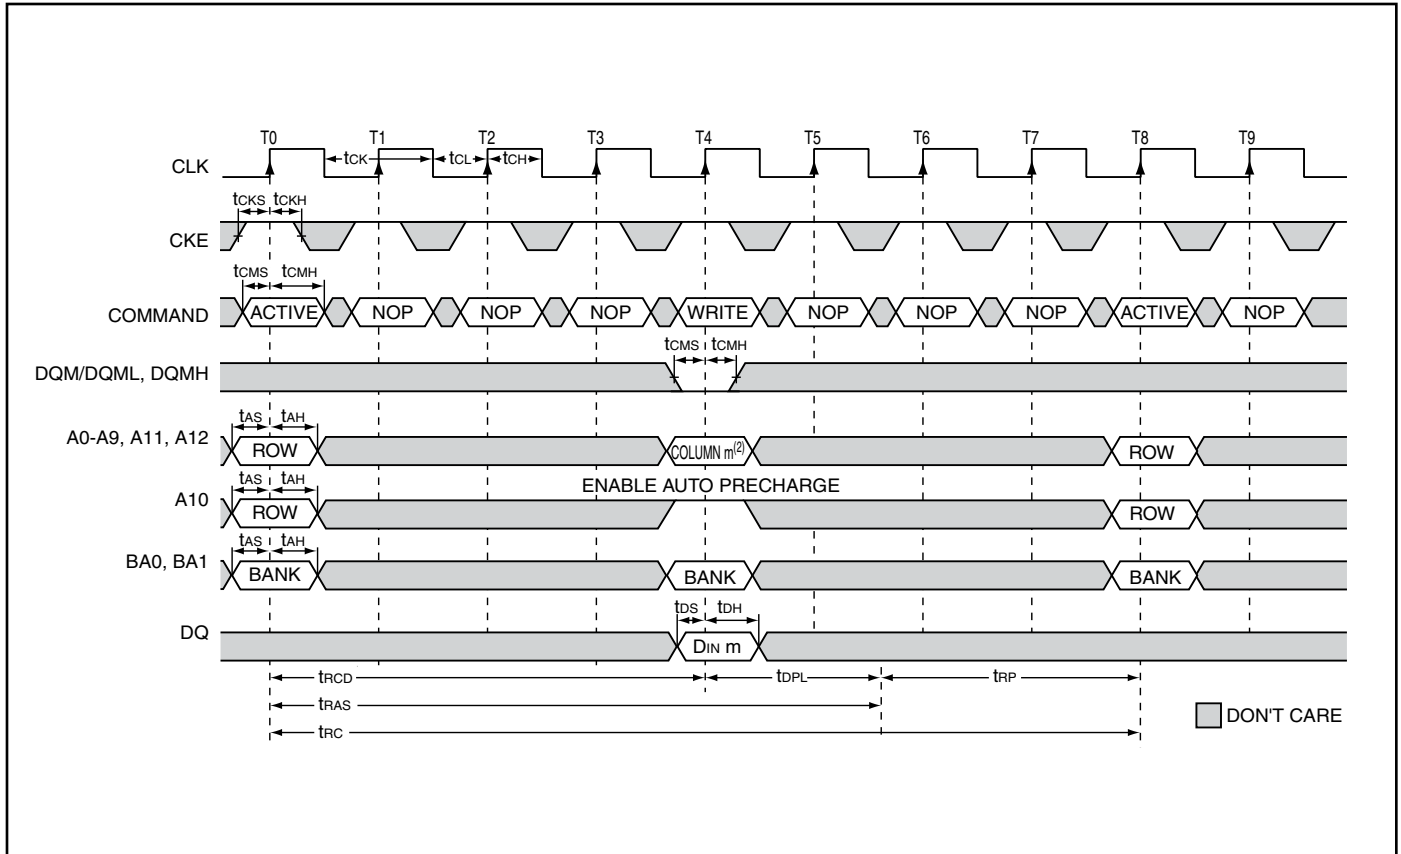 T0 T1 T2 T3 T4 T5 T6 T7 T8 T9
CLK tCK tCL tCH
tCKS tCKH
CKE
tCMS tCMH
COMMAND ACTIVE NOP NOP NOP WRITE NOP NOP NOP ACTIVE NOP
tCMS tCMH
DQM/DQML, DQMH
tAS tAH
A0-A9, A11, A12 ROW COLUMN m(2) ROW
tAS tAH ENABLE AUTO PRECHARGE
A10 ROW ROW
tAS tAH
BA0, BA1 BANK BANK BANK
tDS tDH
DQ DIN m
tRCD tDPL tRP
tRAS
DON'T CARE
tRC